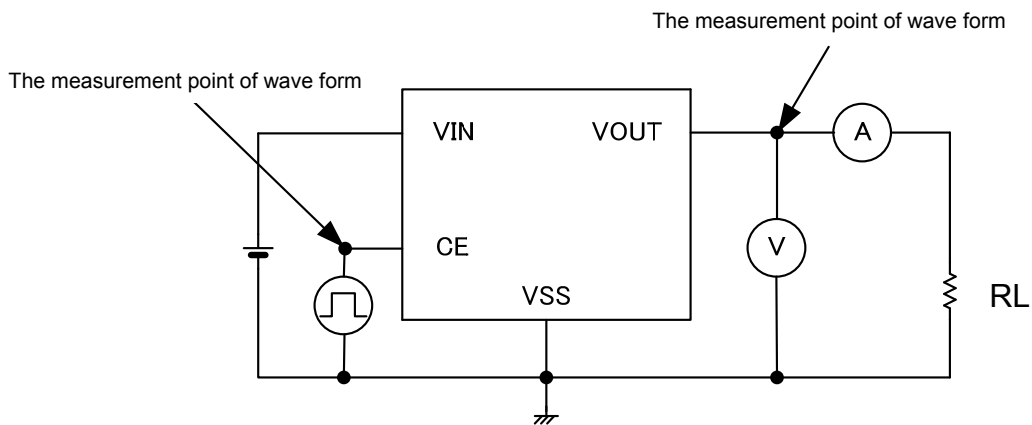 The measurement point of wave form
The measurement point of wave form
VIN
VOUT
A
CE
V
VSS
RL